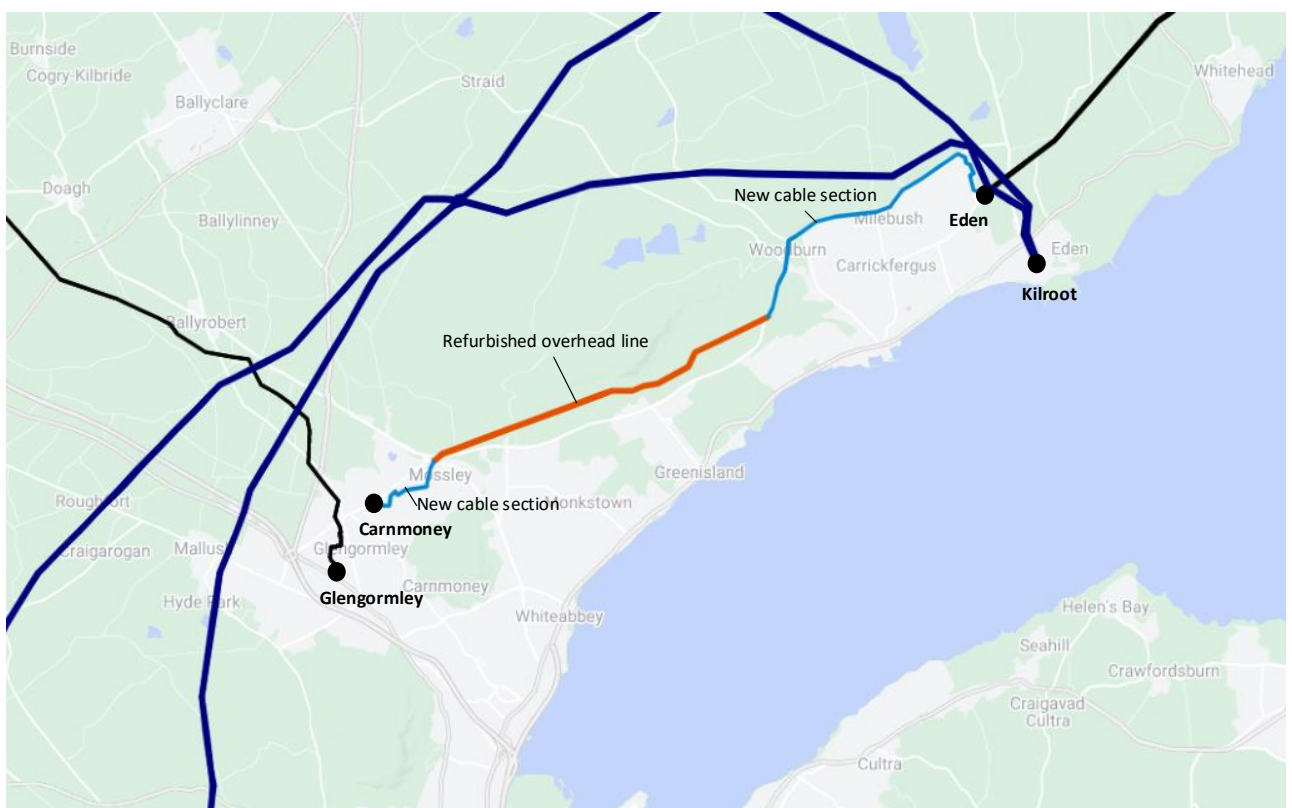 Burnside
Cogry-Kilbride
Straid
Whitehead
Ballyclare
Doagh
Ballylinney
New cable section
Milebush
Eden
Woodburn
Eden
Carrickfergus
Kilroot
Ballyrobert
Refurbished overhead line
Mossley
Greenisland
Roughfort
New cable section
Monkstown
Carnmoney
Craigarogan
Mallusk
Glengormley
Carnmoney
Glengormley
Hyde Park
Whiteabbey
Helen's Bay
Seahill
Crawfordsburn
Craigavad
Cultra
Cultra